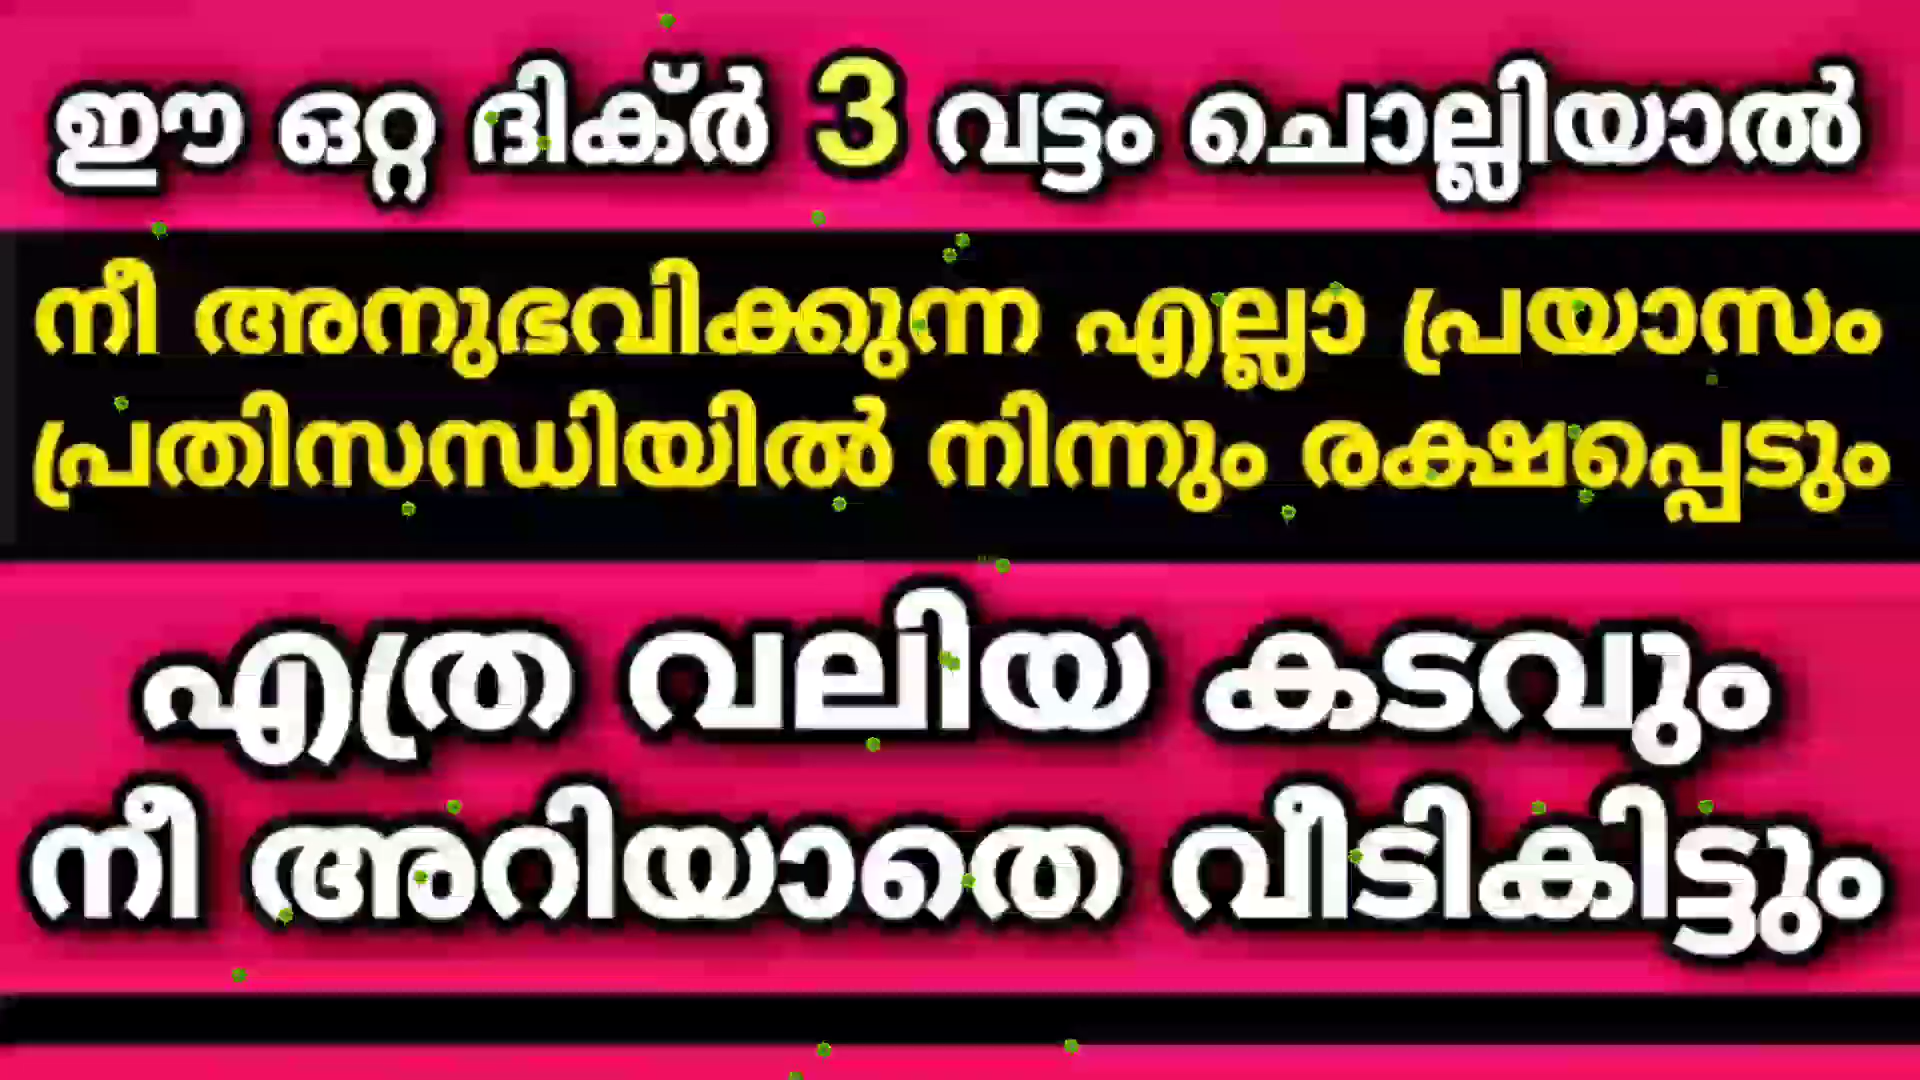 ഈ ഒറ്റ ദിക്ർ 3 വട്ടം ചൊല്ലിയാൽ
നീ അനുഭവിക്കുന്ന എല്ലാ പ്രയാസം
പ്രതിസന്ധിയിൽ നിന്നും രക്ഷപ്പെടും
എത്ര വലിയ കടവും
നീ അറിയാതെ വീടികിട്ടും